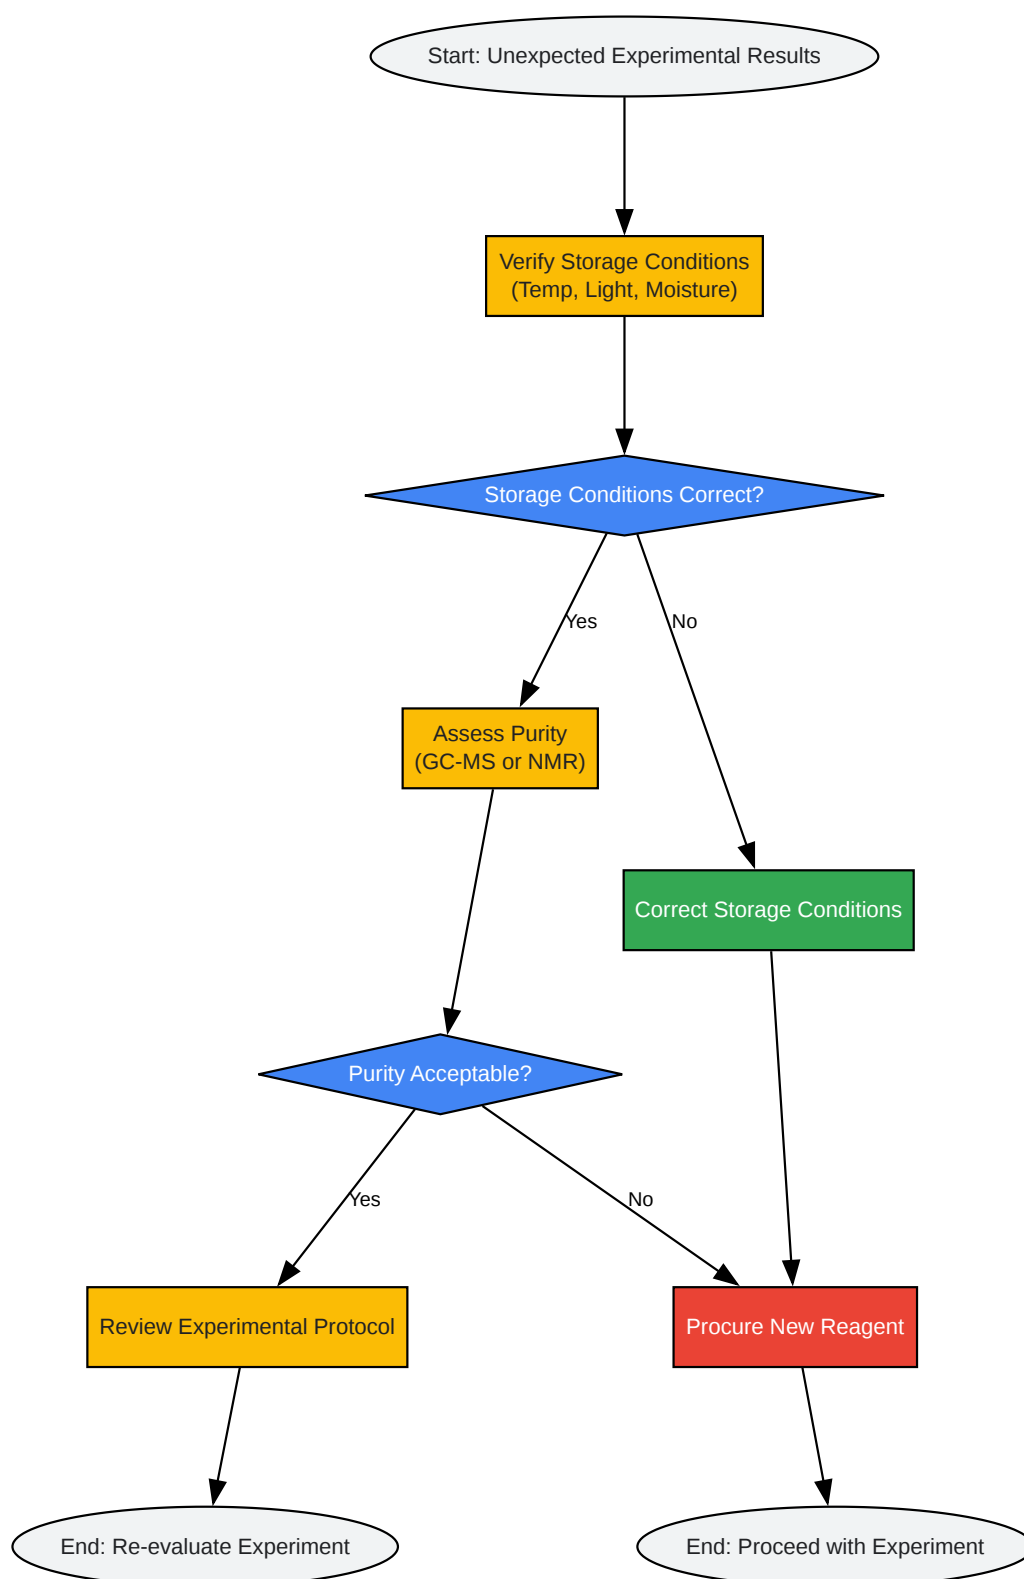 Start: Unexpected Experimental Results
Verify Storage Conditions
(Temp, Light, Moisture)
Storage Conditions Correct?
Yes
No
Assess Purity
(GC-MS or NMR)
Correct Storage Conditions
Purity Acceptable?
Yes
No
Review Experimental Protocol
Procure New Reagent
End: Re-evaluate Experiment
End: Proceed with Experiment